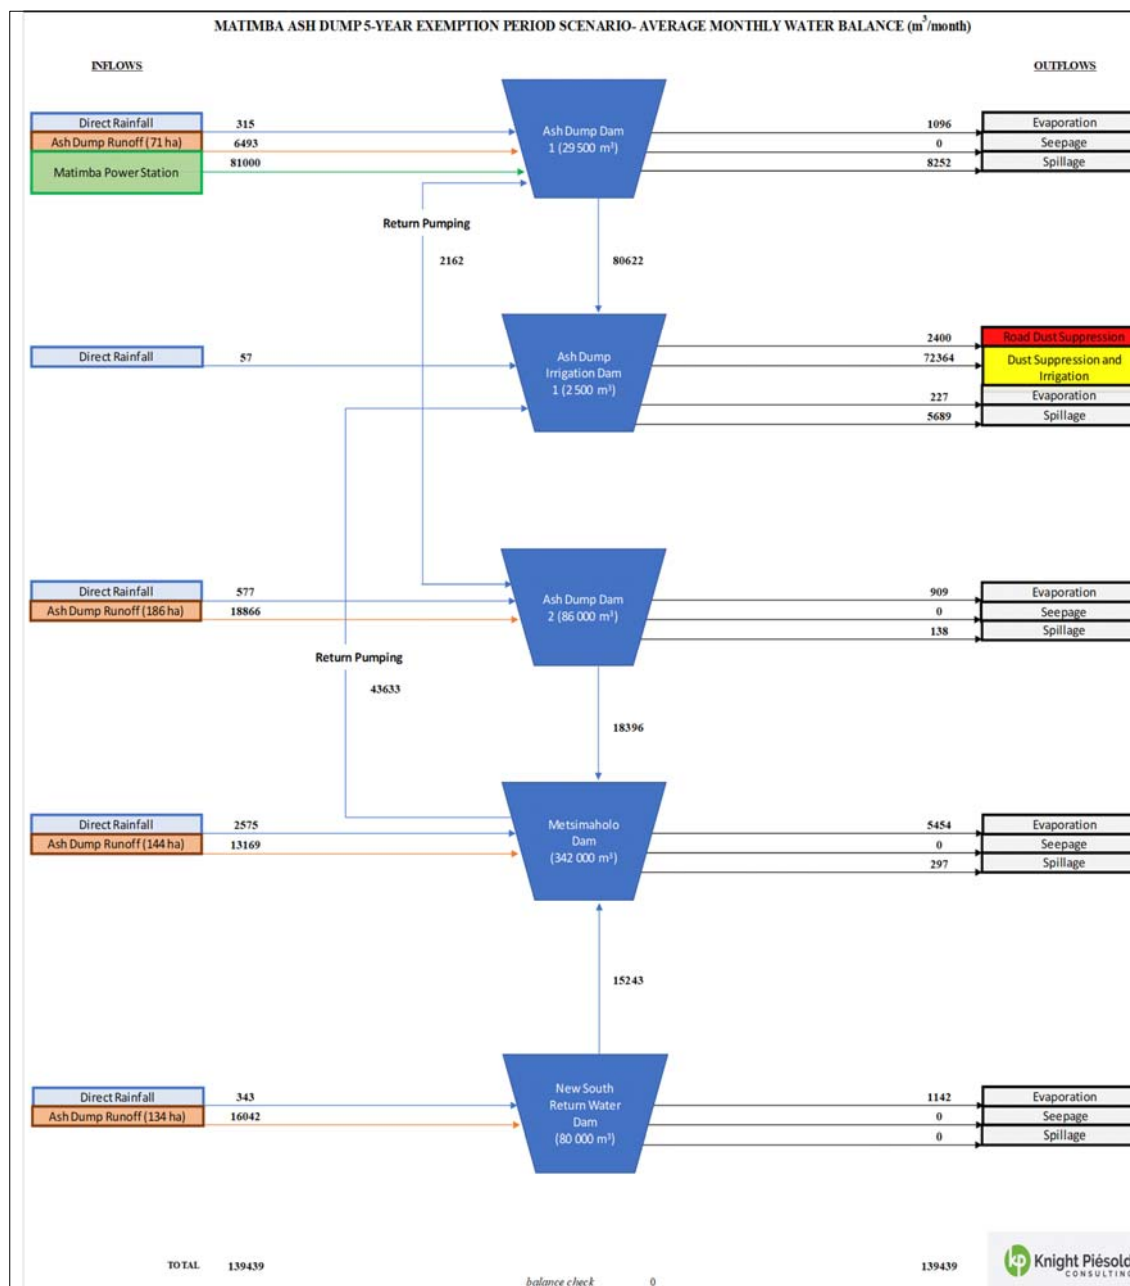 MATIMBA ASH DUMP 5-YEAR EXEMPTION PERIOD SCENARIO- AVERAGE MONTHLY WATER BALANCE (m³/month)
INFLOWS
OUTFLOWS
Direct Rainfall 315
Ash Dump Runoff (71 ha) 6493
Matimba Power Station 81000
Ash Dump Dam
1 (29 500 m³)
1096 Evaporation
0 Seepage
8252 Spillage
Return Pumping
2162
80622
Direct Rainfall 57
Ash Dump
Irrigation Dam
1 (2 500 m³)
2400 Road Dust Suppression
72364 Dust Suppression and
Irrigation
227 Evaporation
5689 Spillage
Direct Rainfall 577
Ash Dump Runoff (186 ha) 18866
Ash Dump Dam
2 (86 000 m³)
909 Evaporation
0 Seepage
138 Spillage
Return Pumping
43633
18396
Direct Rainfall 2575
Ash Dump Runoff (144 ha) 13169
Metsimaholo
Dam
(342 000 m³)
5454 Evaporation
0 Seepage
297 Spillage
15243
Direct Rainfall 343
Ash Dump Runoff (134 ha) 16042
New South
Return Water
Dam
(80 000 m³)
1142 Evaporation
0 Seepage
0 Spillage
TOTAL 139439
balance check 0
139439
kp Knight Piésold
CONSULTING